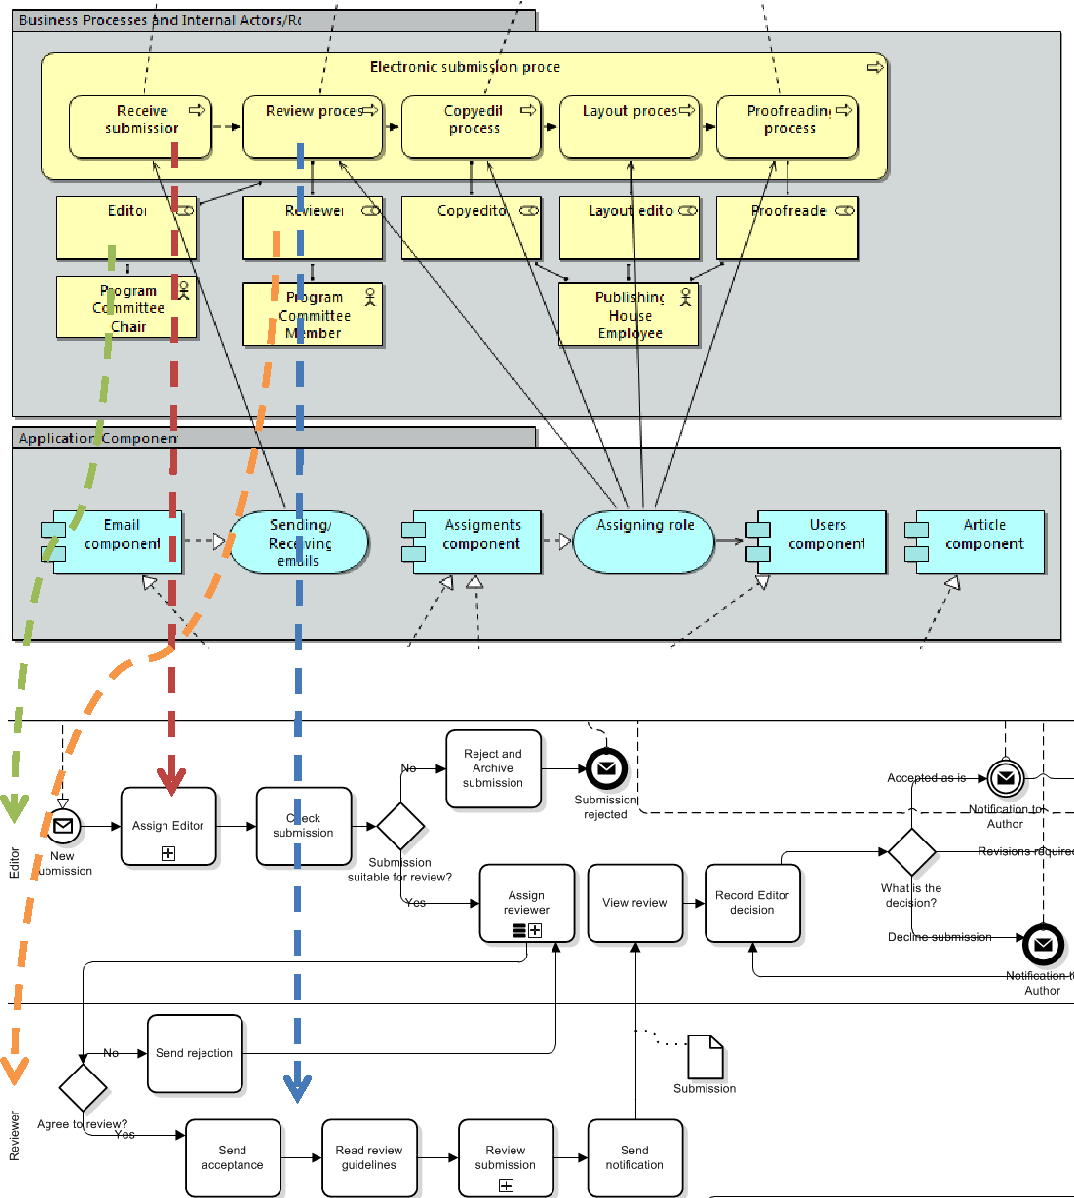 Business Processes and Internal Actors/Ro
Electronic submission proce
Receive
submission
Review proces
Copyedit
process
Layout proces
Proofreading
process
Editor
Reviewer
Copyedito
Layout edito
Proofreade
Program
Committee
Chair
Program
Committee
Member
Publishing
House
Employee
Application Component
Email
component
Sending/
Receiving
emails
Assigments
component
Assigning role
Users
component
Article
component
Editor
New
submission
Assign Editor
Check
submission
No
Reject and
Archive
submission
Submission
rejected
Submission
suitable for review?
Yes
Assign
reviewer
View review
Record Editor
decision
Accepted as is
Notification to
Author
Revisions required
What is the
decision?
Decline submission
Notification t
Author
Reviewer
No
Send rejection
Agree to review?
Yes
Send
acceptance
Read review
guidelines
Review
submission
Send
notification
Submission